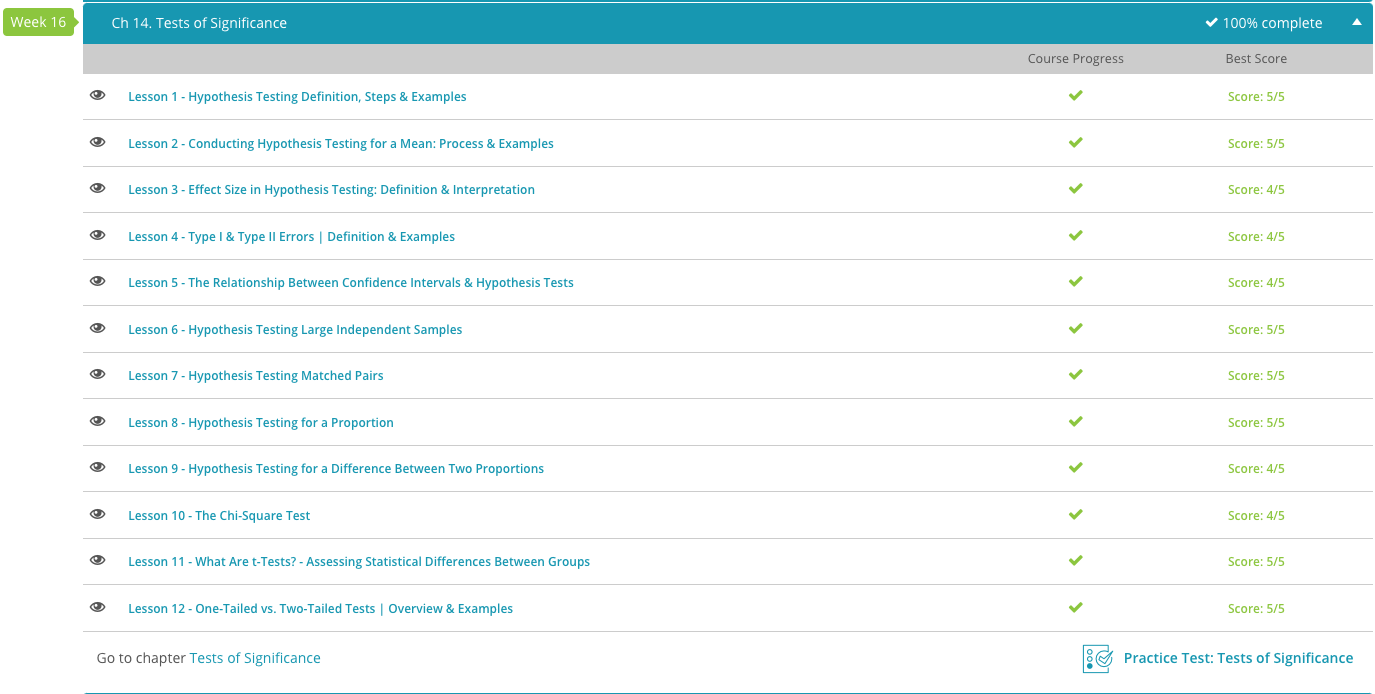 Week 16
Ch 14. Tests of Significance
100% complete
Course Progress
Best Score
Lesson 1 - Hypothesis Testing Definition, Steps & Examples
Score: 5/5
Lesson 2 - Conducting Hypothesis Testing for a Mean: Process & Examples
Score: 5/5
Lesson 3 - Effect Size in Hypothesis Testing: Definition & Interpretation
Score: 4/5
Lesson 4 - Type I & Type II Errors | Definition & Examples
Score: 4/5
Lesson 5 - The Relationship Between Confidence Intervals & Hypothesis Tests
Score: 4/5
Lesson 6 - Hypothesis Testing Large Independent Samples
Score: 5/5
Lesson 7 - Hypothesis Testing Matched Pairs
Score: 5/5
Lesson 8 - Hypothesis Testing for a Proportion
Score: 5/5
Lesson 9 - Hypothesis Testing for a Difference Between Two Proportions
Score: 4/5
Lesson 10 - The Chi-Square Test
Score: 4/5
Lesson 11 - What Are t-Tests? - Assessing Statistical Differences Between Groups
Score: 5/5
Lesson 12 - One-Tailed vs. Two-Tailed Tests | Overview & Examples
Score: 5/5
Go to chapter Tests of Significance
Practice Test: Tests of Significance